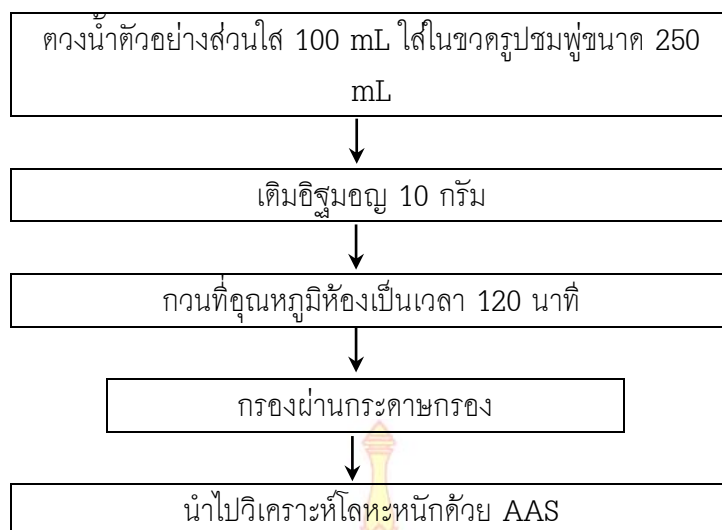 ตวงน้ำตัวอย่างส่วนใส 100 mL ใส่ในขวดรูปชมพู่ขนาด 250
mL
เติมอิฐมอญ 10 กรัม
กวนที่อุณหภูมิห้องเป็นเวลา 120 นาที
กรองผ่านกระดาษกรอง
นำไปวิเคราะห์โลหะหนักด้วย AAS